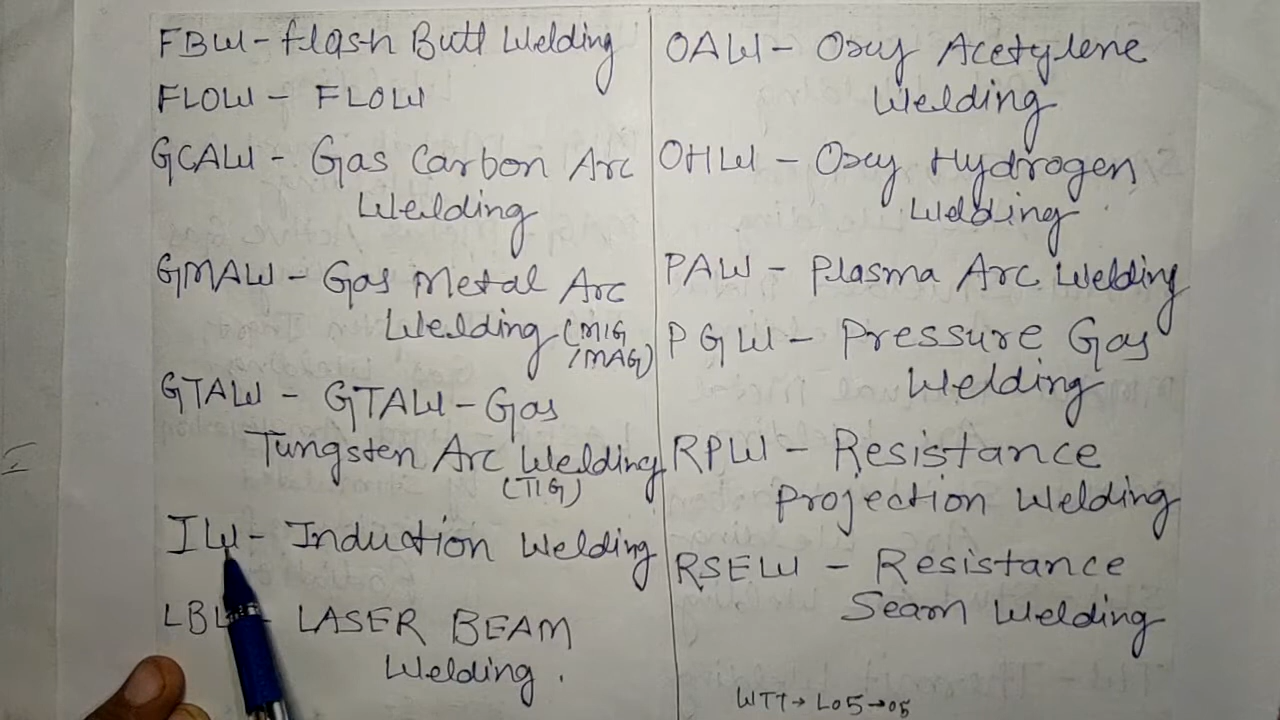 FBW - flash Butt Welding
FLOW - FLOW
GCAW - Gas Carbon Arc
Welding
GMAW - Gas Metal Arc
Welding (MIG
/MAG)
GTAW - GTAW - Gas
Tungsten Arc Welding
(TIG)
IW - Induction Welding
LBW - LASER BEAM
Welding.
OAW - Oxy Acetylene
Welding
OHW - Oxy Hydrogen
Welding
PAW - Plasma Arc Welding
PGW - Pressure Gas
Welding
RPW - Resistance
Projection Welding
RSEW - Resistance
Seam Welding
WTT→L05→05